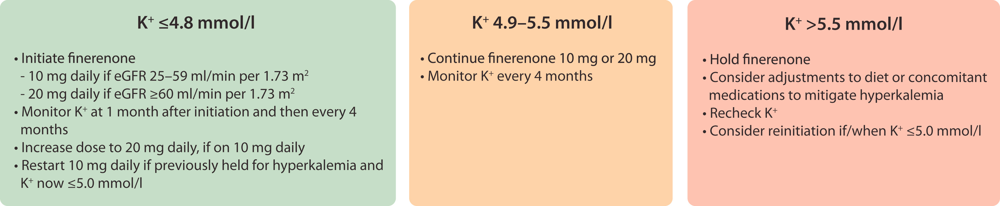 K⁺ ≤4.8 mmol/l
• Initiate finerenone
- 10 mg daily if eGFR 25–59 ml/min per 1.73 m²
- 20 mg daily if eGFR ≥60 ml/min per 1.73 m²
• Monitor K⁺ at 1 month after initiation and then every 4
months
• Increase dose to 20 mg daily, if on 10 mg daily
• Restart 10 mg daily if previously held for hyperkalemia and
K⁺ now ≤5.0 mmol/l
K⁺ 4.9–5.5 mmol/l
• Continue finerenone 10 mg or 20 mg
• Monitor K⁺ every 4 months
K⁺ >5.5 mmol/l
• Hold finerenone
• Consider adjustments to diet or concomitant
medications to mitigate hyperkalemia
• Recheck K⁺
• Consider reinitiation if/when K⁺ ≤5.0 mmol/l